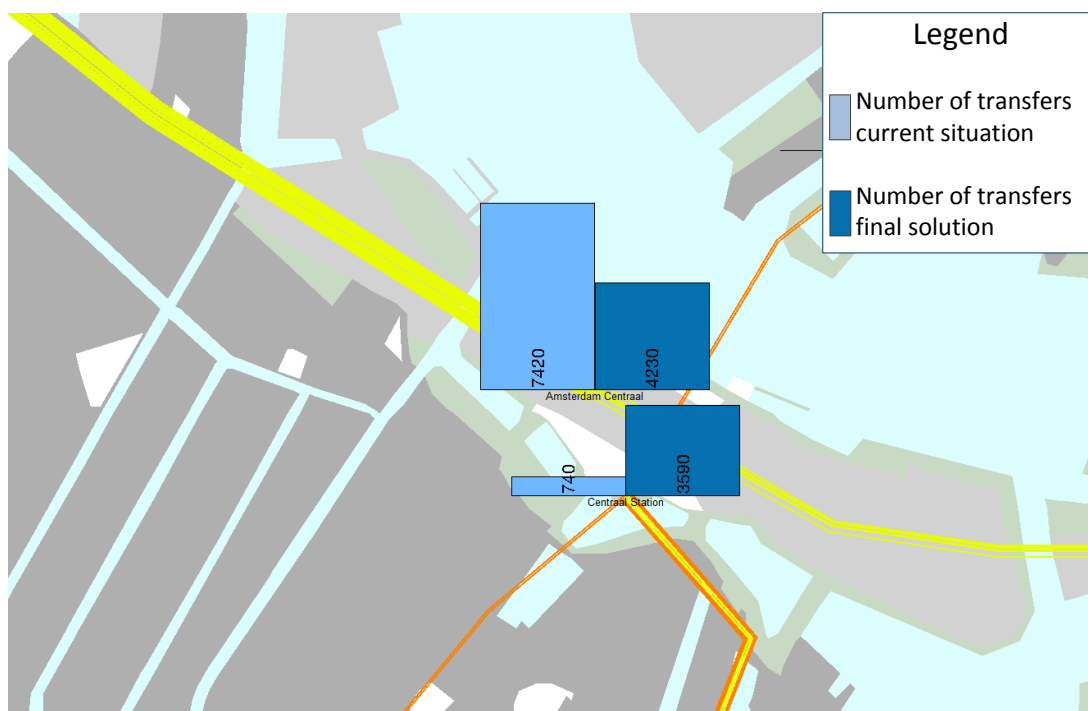 Legend
Number of transfers
current situation
Number of transfers
final solution
7420
4230
Amsterdam Centraal
740
3590
Centraal Station